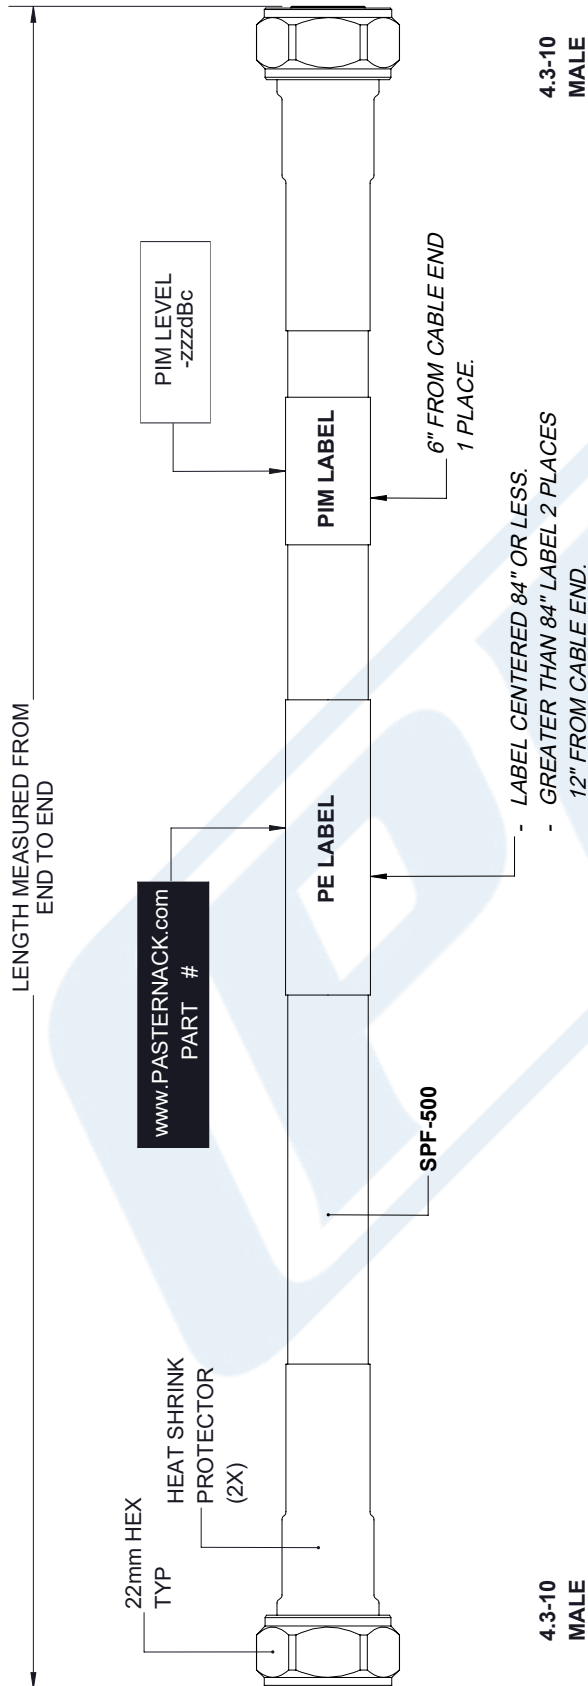 LENGTH MEASURED FROM
END TO END
22mm HEX
TYP
HEAT SHRINK
PROTECTOR
(2X)
www.PASTERNACK.com
PART #
PIM LEVEL
-zzzdBc
PE LABEL
PIM LABEL
SPF-500
6" FROM CABLE END
1 PLACE.
- LABEL CENTERED 84" OR LESS.
- GREATER THAN 84" LABEL 2 PLACES
12" FROM CABLE END.
4.3-10
MALE
4.3-10
MALE